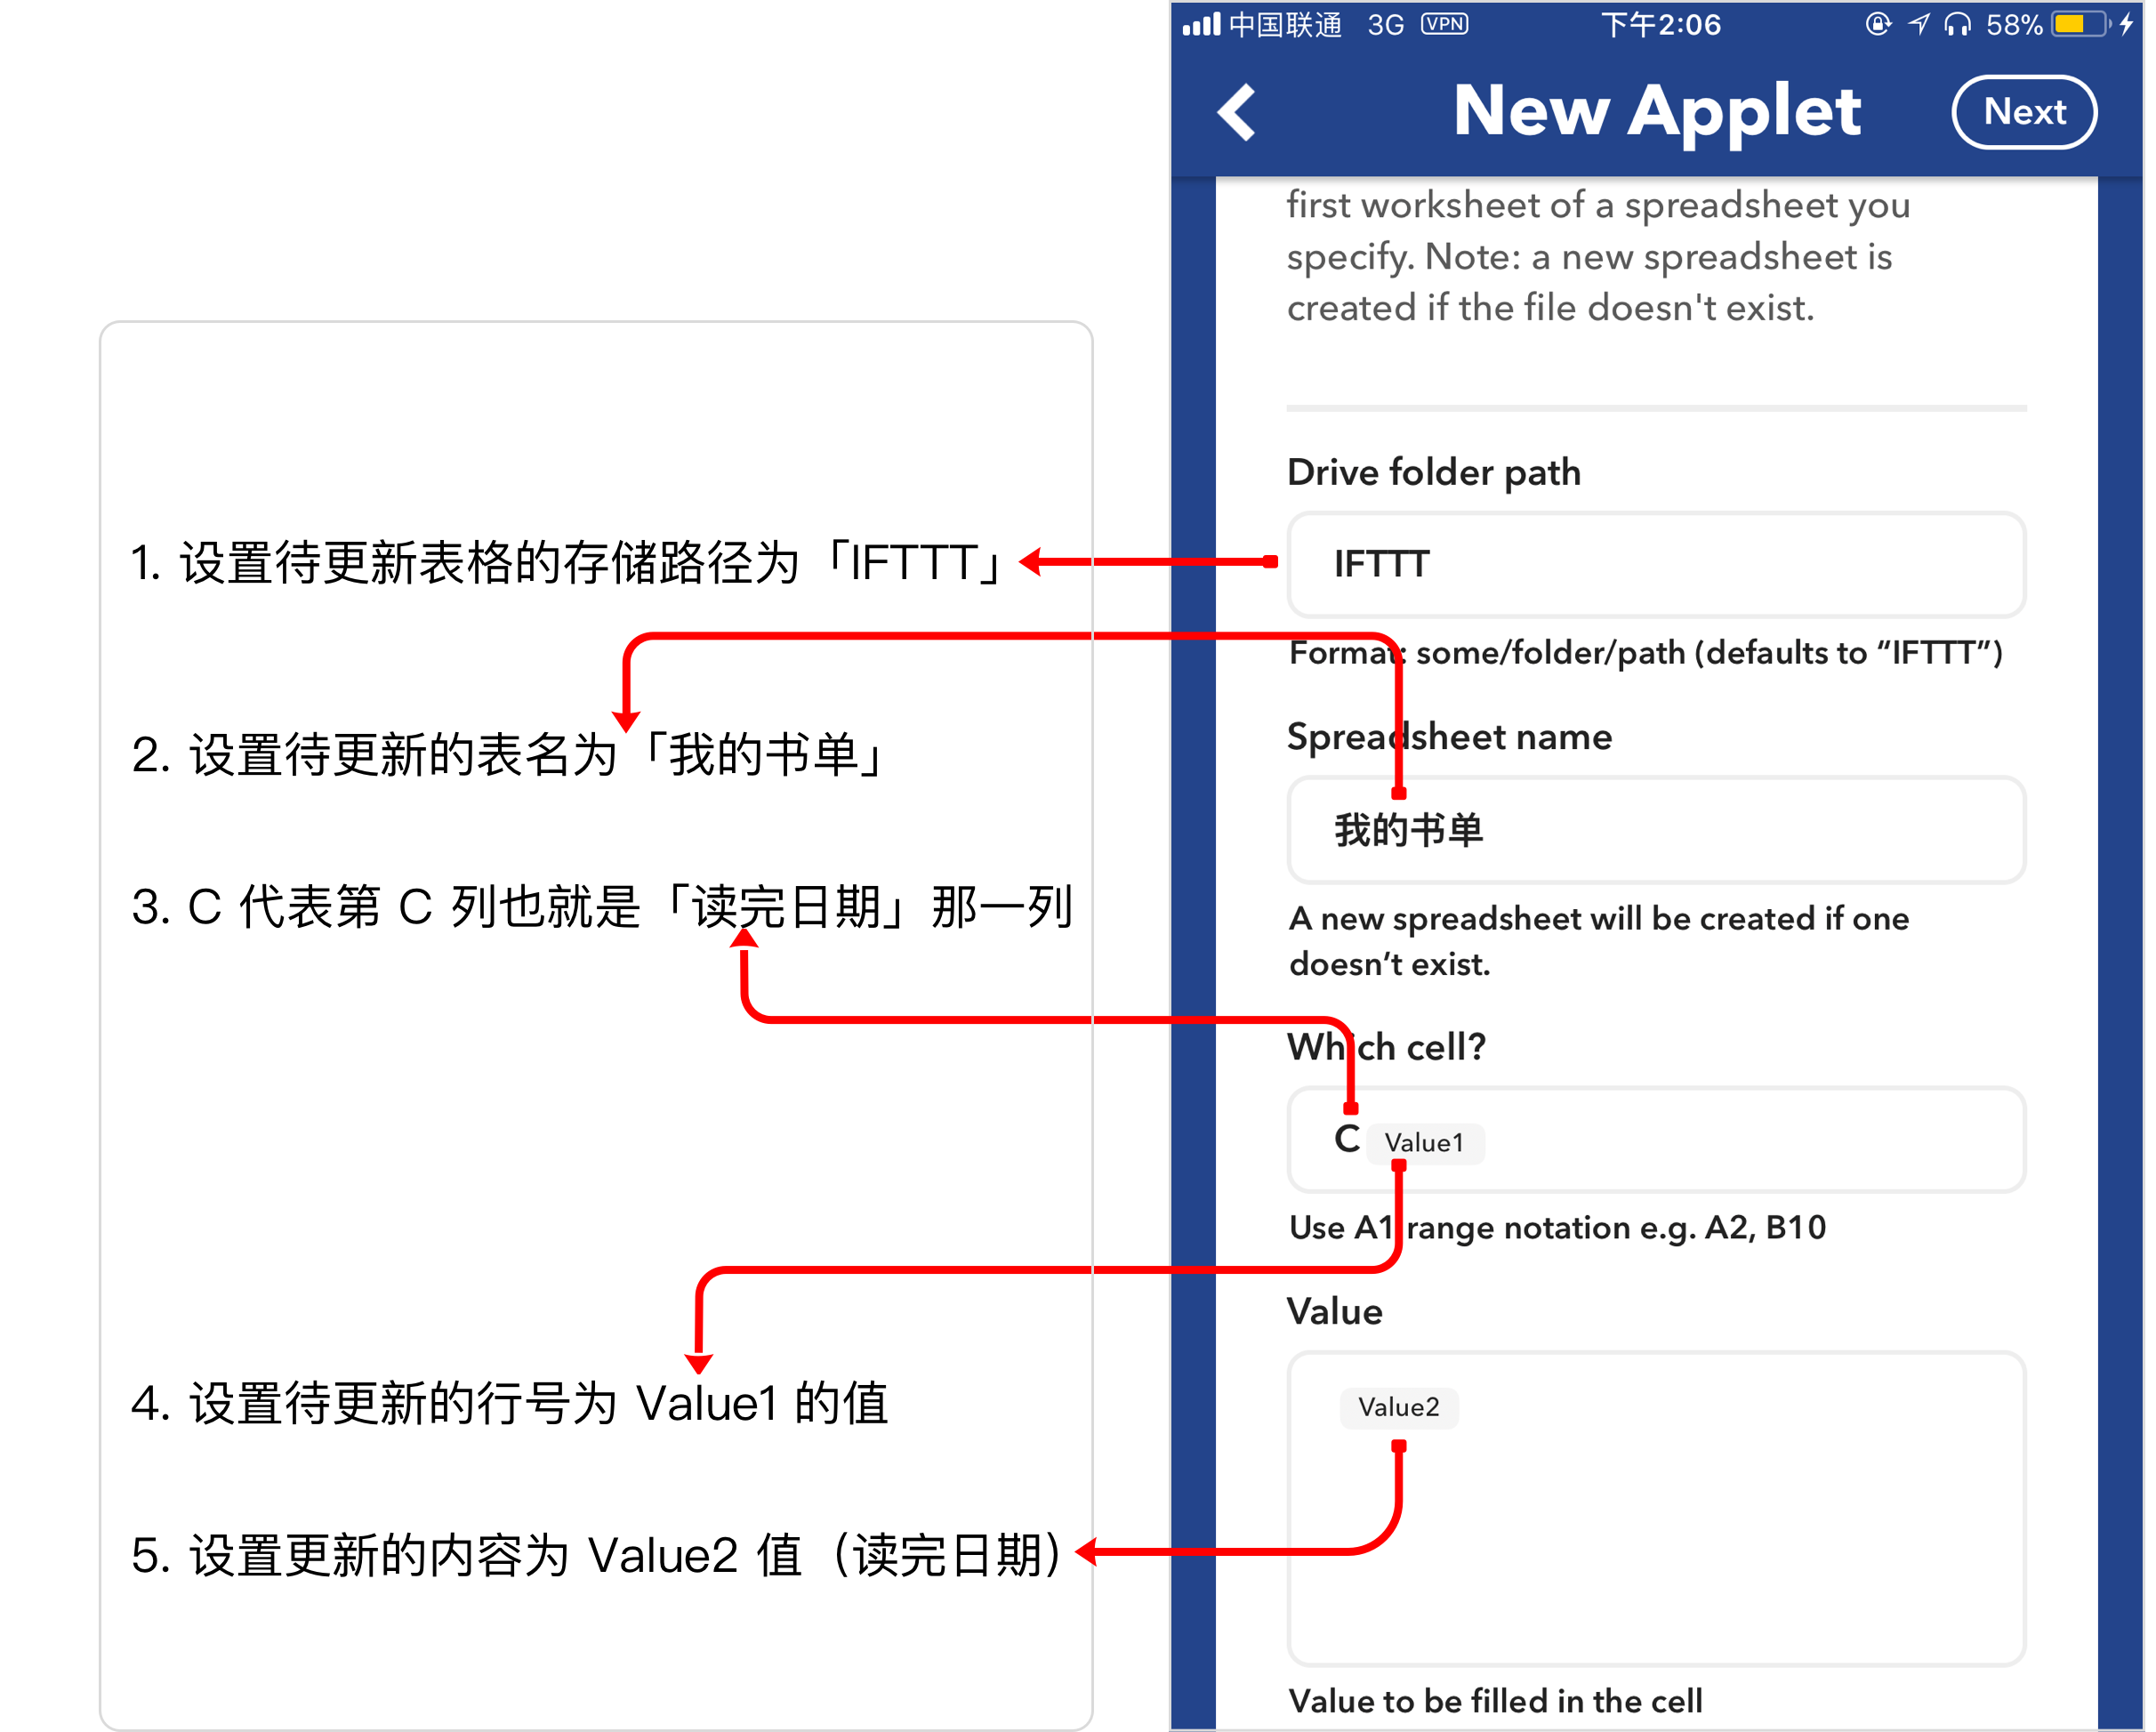 中国联通 3G VPN 下午2:06 58%
New Applet
Next
first worksheet of a spreadsheet you
specify. Note: a new spreadsheet is
created if the file doesn't exist.
Drive folder path
IFTTT
Format: some/folder/path (defaults to “IFTTT”)
Spreadsheet name
我的书单
A new spreadsheet will be created if one
doesn’t exist.
Which cell?
C Value1
Use A1 range notation e.g. A2, B10
Value
Value2
Value to be filled in the cell
1. 设置待更新表格的存储路径为「IFTTT」
2. 设置待更新的表名为「我的书单」
3. C 代表第 C 列也就是「读完日期」那一列
4. 设置待更新的行号为 Value1 的值
5. 设置更新的内容为 Value2 值（读完日期）